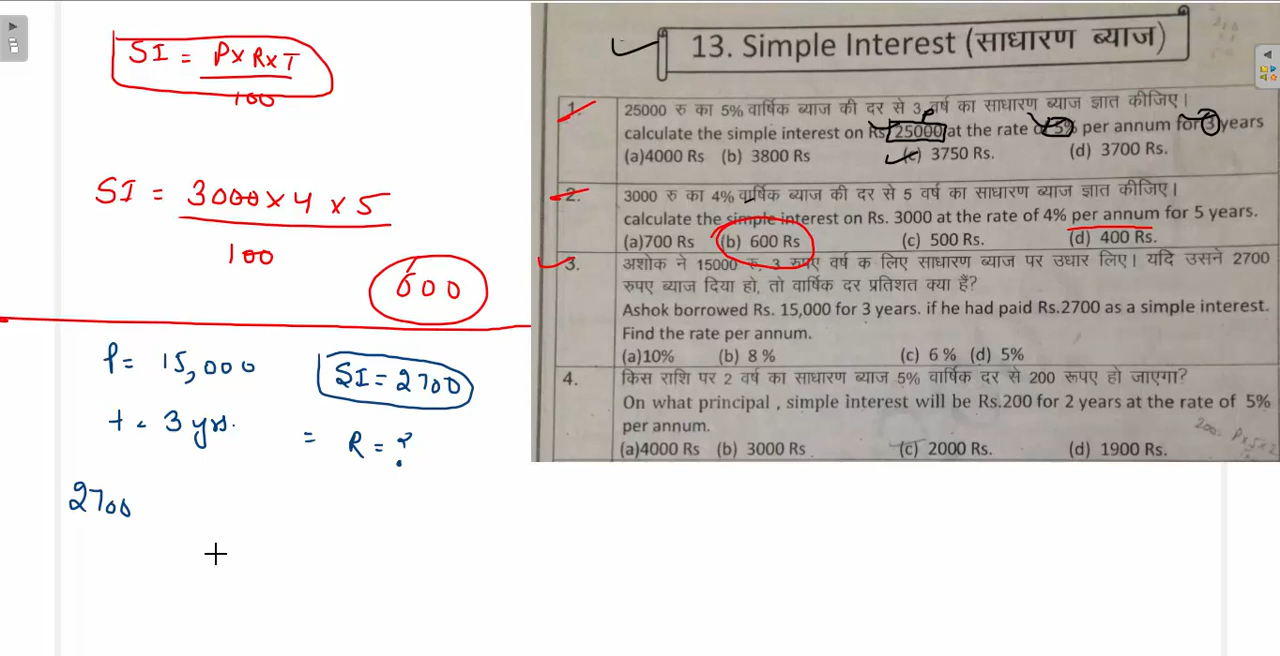 SI = P x R x T
100
SI = 3000 x 4 x 5
100
600
P = 15,000
SI = 2700
t = 3 yrs.
= R = ?
2700
13. Simple Interest (साधारण ब्याज)
1.
25000 रु का 5% वार्षिक ब्याज की दर से 3 वर्ष का साधारण ब्याज ज्ञात कीजिए।
calculate the simple interest on Rs. 25000 at the rate of 5% per annum for 3 years
(a)4000 Rs (b) 3800 Rs (c) 3750 Rs. (d) 3700 Rs.
2.
3000 रु का 4% वार्षिक ब्याज की दर से 5 वर्ष का साधारण ब्याज ज्ञात कीजिए।
calculate the simple interest on Rs. 3000 at the rate of 4% per annum for 5 years.
(a)700 Rs (b) 600 Rs (c) 500 Rs. (d) 400 Rs.
3.
अशोक ने 15000 रु. 3 रुपए वर्ष क लिए साधारण ब्याज पर उधार लिए। यदि उसने 2700
रुपए ब्याज दिया हो, तो वार्षिक दर प्रतिशत क्या हैं?
Ashok borrowed Rs. 15,000 for 3 years. if he had paid Rs.2700 as a simple interest.
Find the rate per annum.
(a)10% (b) 8 % (c) 6 % (d) 5%
4.
किस राशि पर 2 वर्ष का साधारण ब्याज 5% वार्षिक दर से 200 रूपए हो जाएगा?
On what principal , simple interest will be Rs.200 for 2 years at the rate of 5%
per annum.
(a)4000 Rs (b) 3000 Rs (c) 2000 Rs. (d) 1900 Rs.